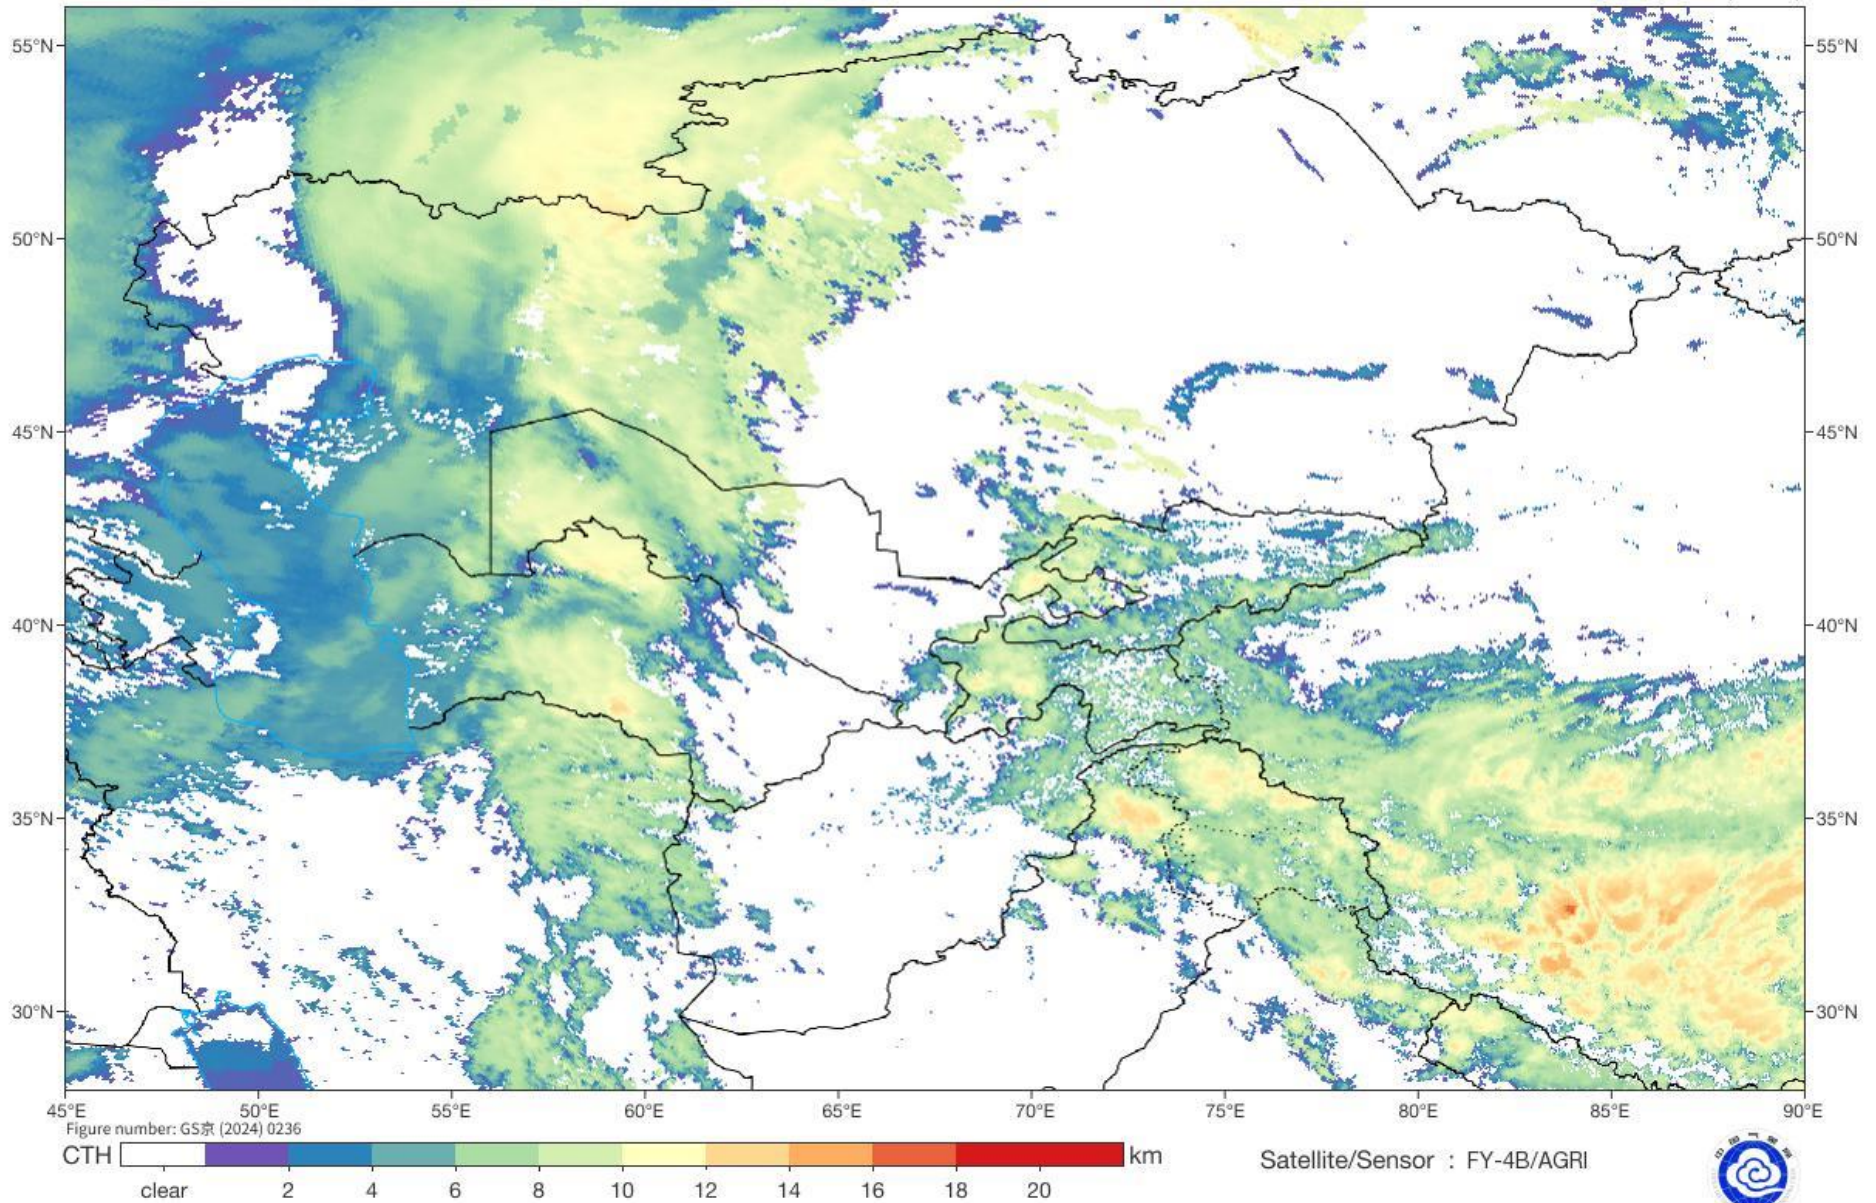 55°N 55°N
50°N 50°N
45°N 45°N
40°N 40°N
35°N 35°N
30°N 30°N
45°E 50°E 55°E 60°E 65°E 70°E 75°E 80°E 85°E 90°E
Figure number: GS京 (2024) 0236
CTH km
clear 2 4 6 8 10 12 14 16 18 20
Satellite/Sensor : FY-4B/AGRI